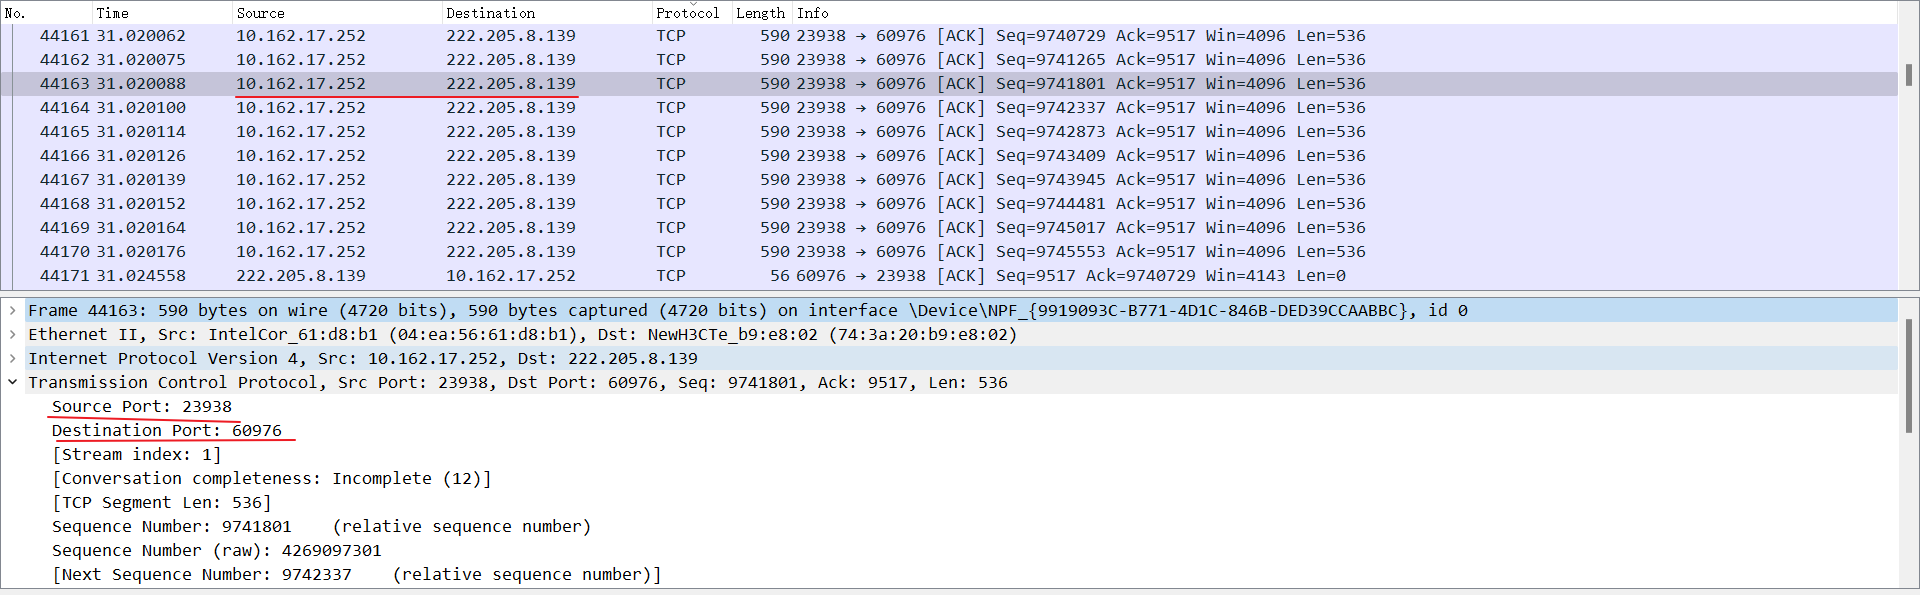 No. Time Source Destination Protocol Length Info
44161 31.020062 10.162.17.252 222.205.8.139 TCP 590 23938 → 60976 [ACK] Seq=9740729 Ack=9517 Win=4096 Len=536
44162 31.020075 10.162.17.252 222.205.8.139 TCP 590 23938 → 60976 [ACK] Seq=9741265 Ack=9517 Win=4096 Len=536
44163 31.020088 10.162.17.252 222.205.8.139 TCP 590 23938 → 60976 [ACK] Seq=9741801 Ack=9517 Win=4096 Len=536
44164 31.020100 10.162.17.252 222.205.8.139 TCP 590 23938 → 60976 [ACK] Seq=9742337 Ack=9517 Win=4096 Len=536
44165 31.020114 10.162.17.252 222.205.8.139 TCP 590 23938 → 60976 [ACK] Seq=9742873 Ack=9517 Win=4096 Len=536
44166 31.020126 10.162.17.252 222.205.8.139 TCP 590 23938 → 60976 [ACK] Seq=9743409 Ack=9517 Win=4096 Len=536
44167 31.020139 10.162.17.252 222.205.8.139 TCP 590 23938 → 60976 [ACK] Seq=9743945 Ack=9517 Win=4096 Len=536
44168 31.020152 10.162.17.252 222.205.8.139 TCP 590 23938 → 60976 [ACK] Seq=9744481 Ack=9517 Win=4096 Len=536
44169 31.020164 10.162.17.252 222.205.8.139 TCP 590 23938 → 60976 [ACK] Seq=9745017 Ack=9517 Win=4096 Len=536
44170 31.020176 10.162.17.252 222.205.8.139 TCP 590 23938 → 60976 [ACK] Seq=9745553 Ack=9517 Win=4096 Len=536
44171 31.024558 222.205.8.139 10.162.17.252 TCP 56 60976 → 23938 [ACK] Seq=9517 Ack=9740729 Win=4143 Len=0
Frame 44163: 590 bytes on wire (4720 bits), 590 bytes captured (4720 bits) on interface \Device\NPF_{9919093C-B771-4D1C-846B-DED39CCAABBC}, id 0
Ethernet II, Src: IntelCor_61:d8:b1 (04:ea:56:61:d8:b1), Dst: NewH3CTe_b9:e8:02 (74:3a:20:b9:e8:02)
Internet Protocol Version 4, Src: 10.162.17.252, Dst: 222.205.8.139
Transmission Control Protocol, Src Port: 23938, Dst Port: 60976, Seq: 9741801, Ack: 9517, Len: 536
Source Port: 23938
Destination Port: 60976
[Stream index: 1]
[Conversation completeness: Incomplete (12)]
[TCP Segment Len: 536]
Sequence Number: 9741801 (relative sequence number)
Sequence Number (raw): 4269097301
[Next Sequence Number: 9742337 (relative sequence number)]